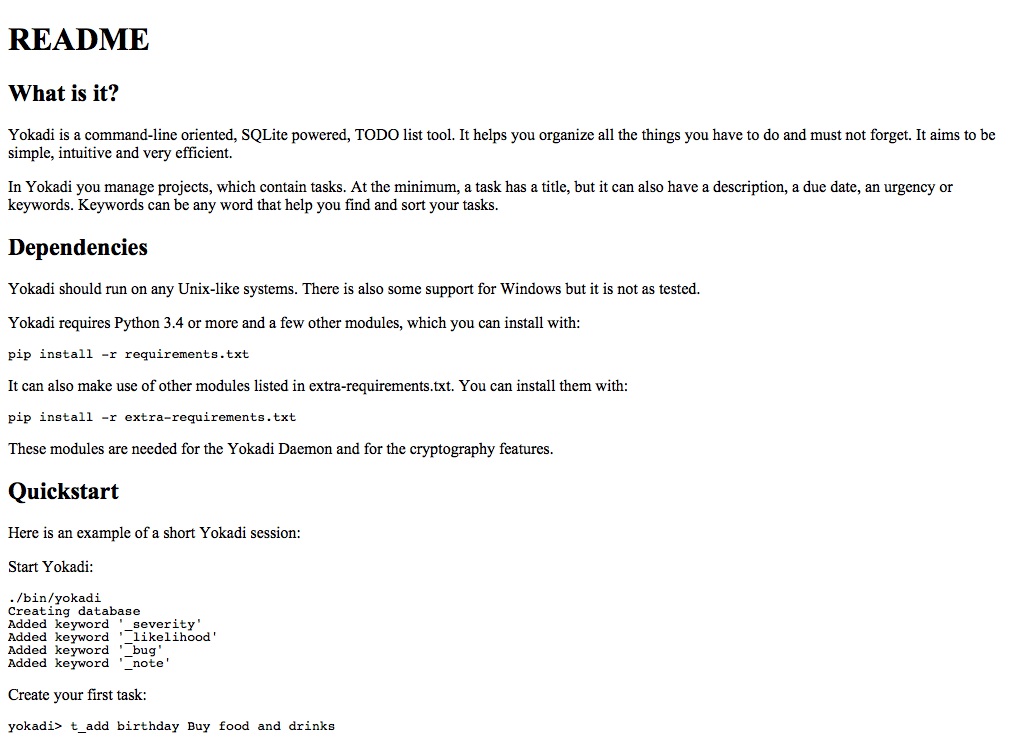 README
What is it?
Yokadi is a command-line oriented, SQLite powered, TODO list tool. It helps you organize all the things you have to do and must not forget. It aims to be
simple, intuitive and very efficient.
In Yokadi you manage projects, which contain tasks. At the minimum, a task has a title, but it can also have a description, a due date, an urgency or
keywords. Keywords can be any word that help you find and sort your tasks.
Dependencies
Yokadi should run on any Unix-like systems. There is also some support for Windows but it is not as tested.
Yokadi requires Python 3.4 or more and a few other modules, which you can install with:
pip install -r requirements.txt
It can also make use of other modules listed in extra-requirements.txt. You can install them with:
pip install -r extra-requirements.txt
These modules are needed for the Yokadi Daemon and for the cryptography features.
Quickstart
Here is an example of a short Yokadi session:
Start Yokadi:
./bin/yokadi
Creating database
Added keyword '_severity'
Added keyword '_likelihood'
Added keyword '_bug'
Added keyword '_note'
Create your first task:
yokadi> t_add birthday Buy food and drinks